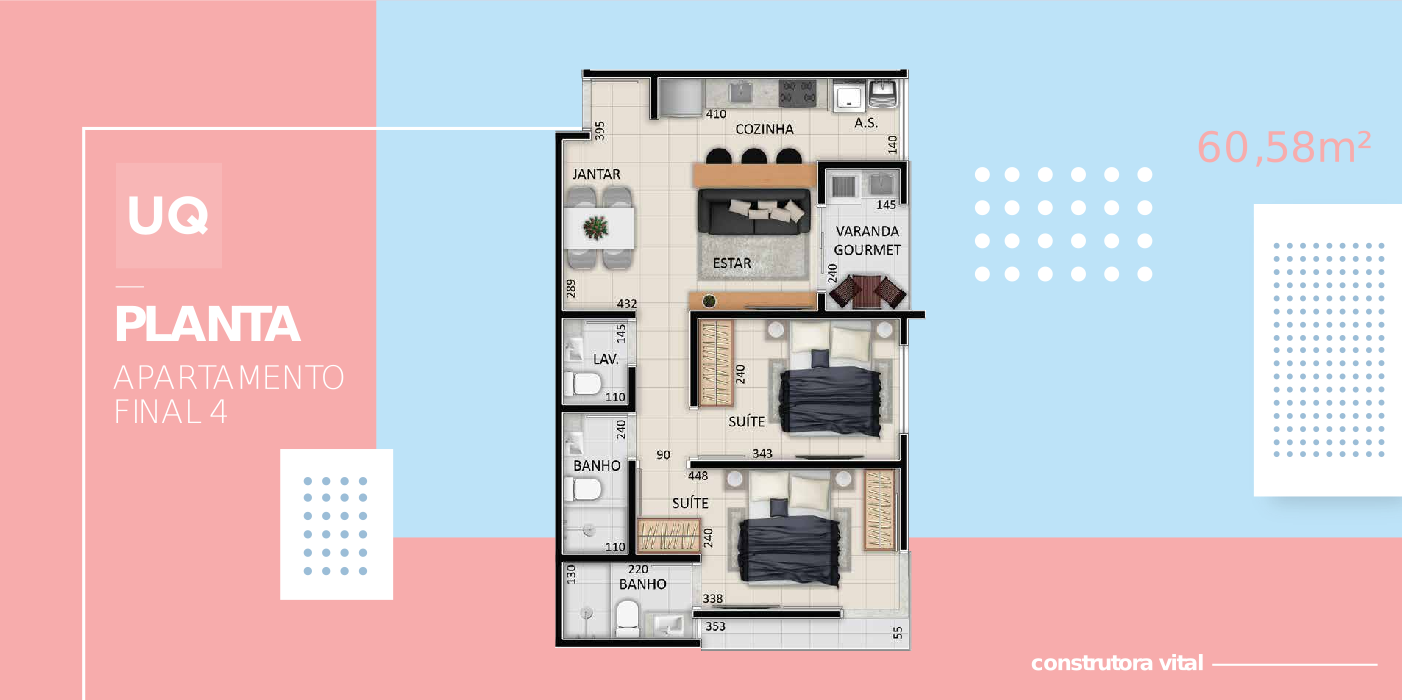 UQ
PLANTA
APARTAMENTO
FINAL 4
60,58m²
395
410
COZINHA
A.S.
140
JANTAR
145
VARANDA
GOURMET
ESTAR
240
289
432
145
LAV.
110
240
SUÍTE
240
BANHO
90
343
448
SUÍTE
240
110
130
220
BANHO
338
353
55
construtora vital